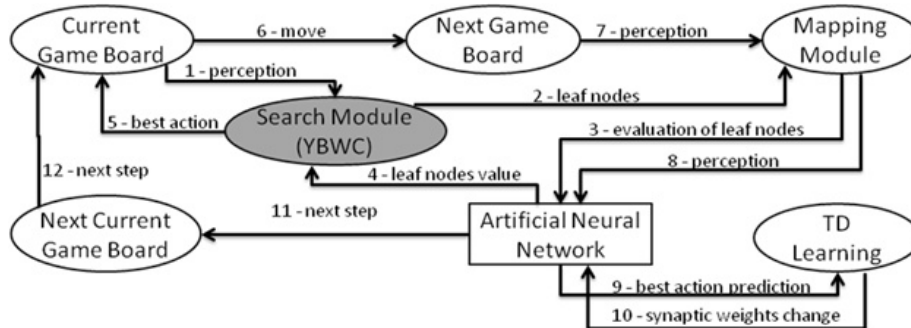 Current
Game Board
6 - move
Next Game
Board
7 - perception
Mapping
Module
1 - perception
2 - leaf nodes
5 - best action
Search Module
(YBWC)
3 - evaluation of leaf nodes
8 - perception
4 - leaf nodes value
12 - next step
11 - next step
Next Current
Game Board
Artificial Neural
Network
TD
Learning
9 - best action prediction
10 - synaptic weights change